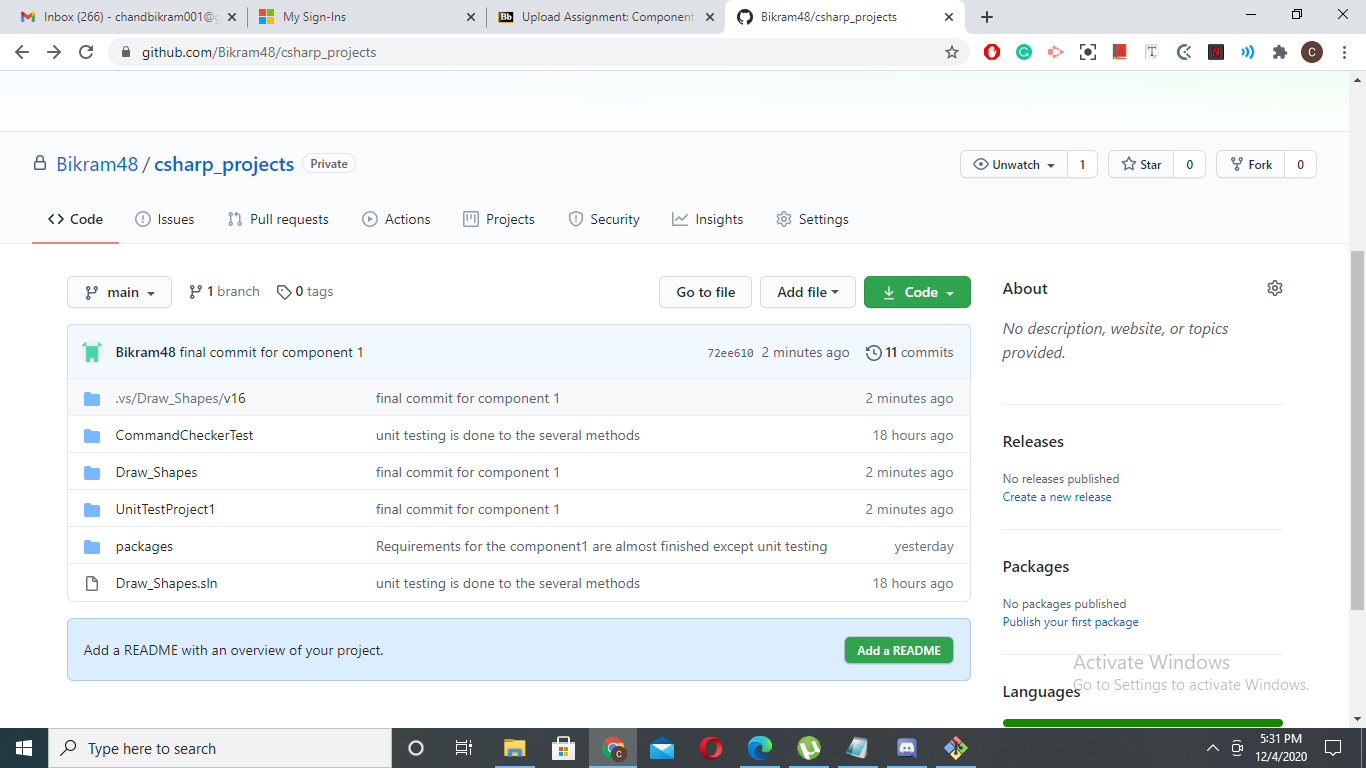 Inbox (266) - chandbikram001@g
My Sign-Ins
Upload Assignment: Component
Bikram48/csharp_projects
github.com/Bikram48/csharp_projects
C
Bikram48 / csharp_projects Private
Unwatch 1
Star 0
Fork 0
Code
Issues
Pull requests
Actions
Projects
Security
Insights
Settings
main
1 branch
0 tags
Go to file
Add file
Code
Bikram48 final commit for component 1 72ee610 2 minutes ago 11 commits
.vs/Draw_Shapes/v16 final commit for component 1 2 minutes ago
CommandCheckerTest unit testing is done to the several methods 18 hours ago
Draw_Shapes final commit for component 1 2 minutes ago
UnitTestProject1 final commit for component 1 2 minutes ago
packages Requirements for the component1 are almost finished except unit testing yesterday
Draw_Shapes.sln unit testing is done to the several methods 18 hours ago
Add a README with an overview of your project. Add a README
About
No description, website, or topics
provided.
Releases
No releases published
Create a new release
Packages
No packages published
Publish your first package
Languages
Activate Windows
Go to Settings to activate Windows.
Type here to search
5:31 PM
12/4/2020